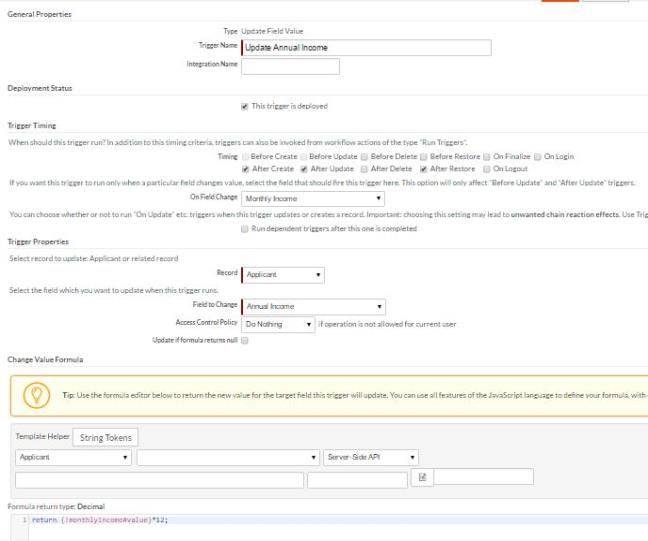 General Properties
Type Update Field Value
Trigger Name Update Annual Income
Integration Name
Deployment Status
This trigger is deployed
Trigger Timing
When should this trigger run? In addition to this timing criteria, triggers can also be invoked from workflow actions of the type "Run Triggers".
Timing Before Create Before Update Before Delete Before Restore On Finalize On Login
After Create After Update After Delete After Restore On Logout
If you want this trigger to run only when a particular field changes value, select the field that should fire this trigger here. This option will only affect "Before Update" and "After Update" triggers.
On Field Change Monthly Income
You can choose whether or not to run "On Update" etc. triggers when this trigger updates or creates a record. Important: choosing this setting may lead to unwanted chain reaction effects. Use Trig
Run dependent triggers after this one is completed
Trigger Properties
Select record to update: Applicant or related record
Record Applicant
Select the field which you want to update when this trigger runs.
Field to Change Annual Income
Access Control Policy Do Nothing if operation is not allowed for current user
Update if formula returns null
Change Value Formula
Tip: Use the formula editor below to return the new value for the target field this trigger will update. You can use all features of the JavaScript language to define your formula, with
Template Helper String Tokens
Applicant Server-Side API
Formula return type: Decimal
1 return {!monthlyIncome#value}*12;